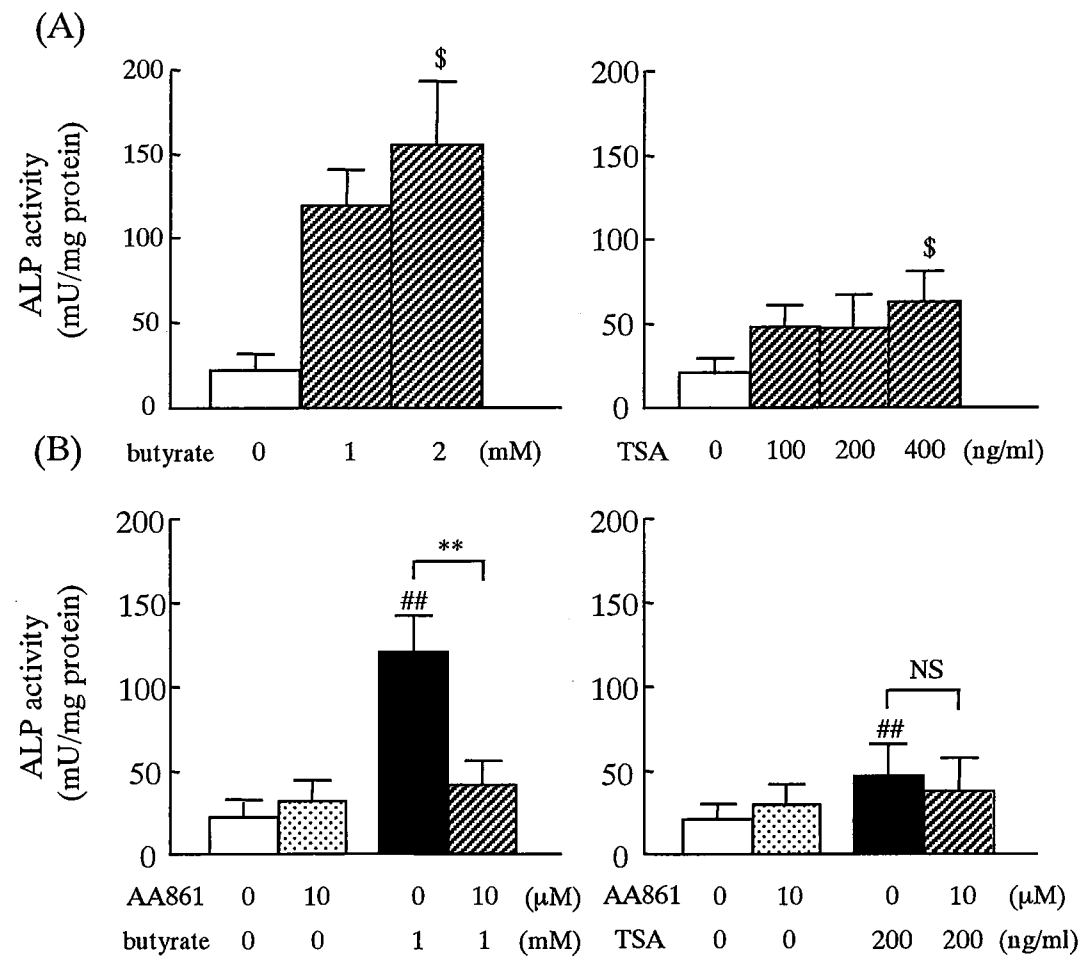 (A)
ALP activity
(mU/mg protein)
200
150
100
50
0
$
butyrate 0 1 2 (mM)
200
150
100
50
0
$
TSA 0 100 200 400 (ng/ml)
(B)
ALP activity
(mU/mg protein)
200
150
100
50
0
**
##
AA861 0 10 0 10 (μM)
butyrate 0 0 1 1 (mM)
200
150
100
50
0
NS
##
AA861 0 10 0 10 (μM)
TSA 0 0 200 200 (ng/ml)